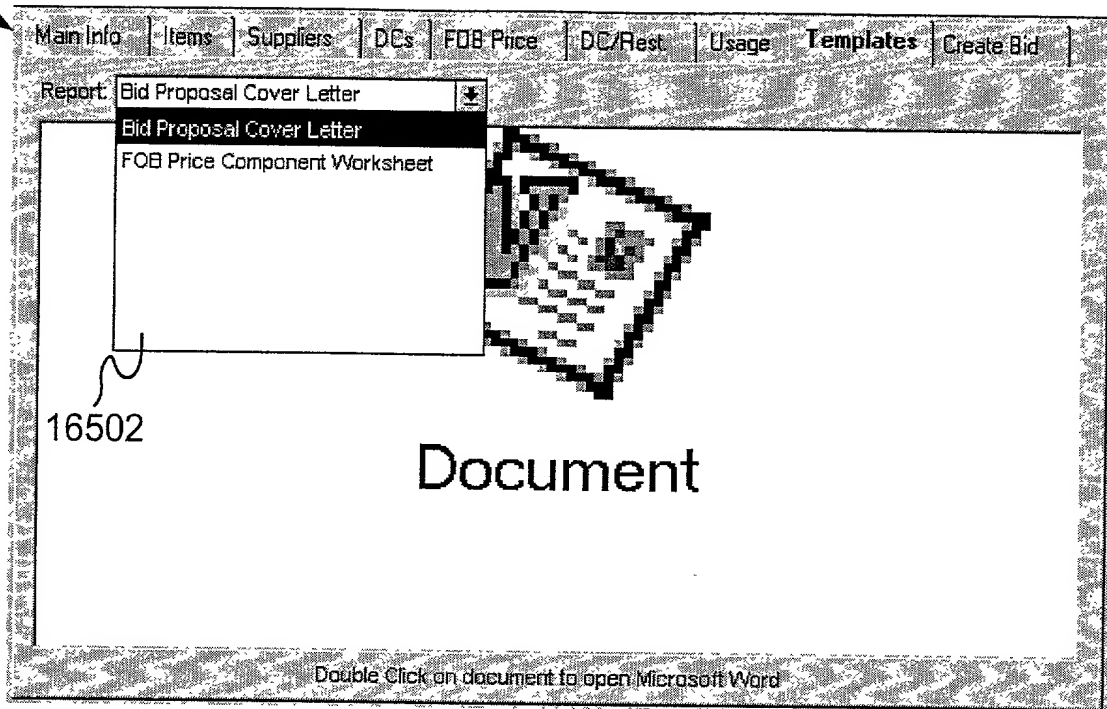 Main Info Items Suppliers DCs FOB Price DC/Rest. Usage Templates Create Bid
Report: Bid Proposal Cover Letter
Bid Proposal Cover Letter
FOB Price Component Worksheet
16502
Document
Double Click on document to open Microsoft Word